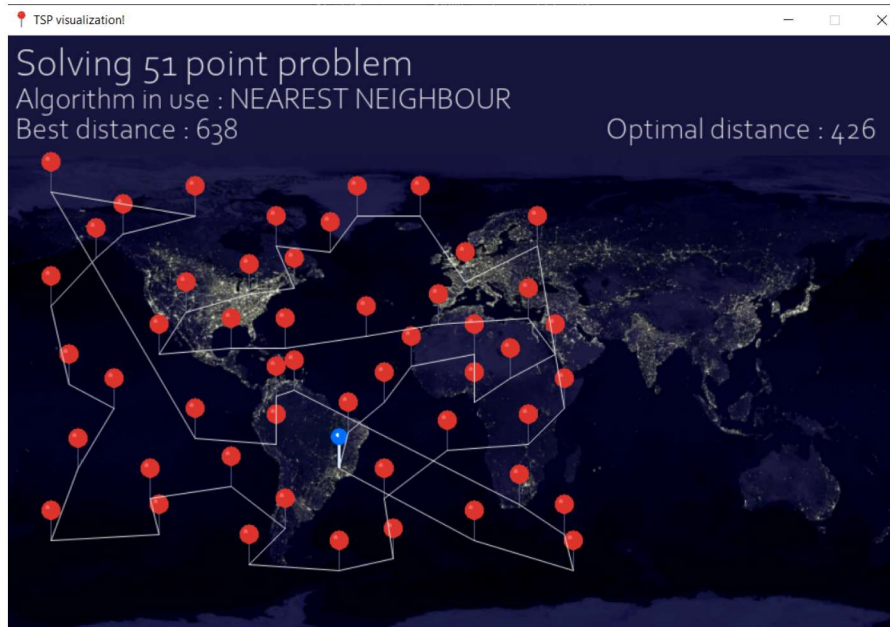 TSP visualization!
Solving 51 point problem
Algorithm in use : NEAREST NEIGHBOUR
Best distance : 638
Optimal distance : 426